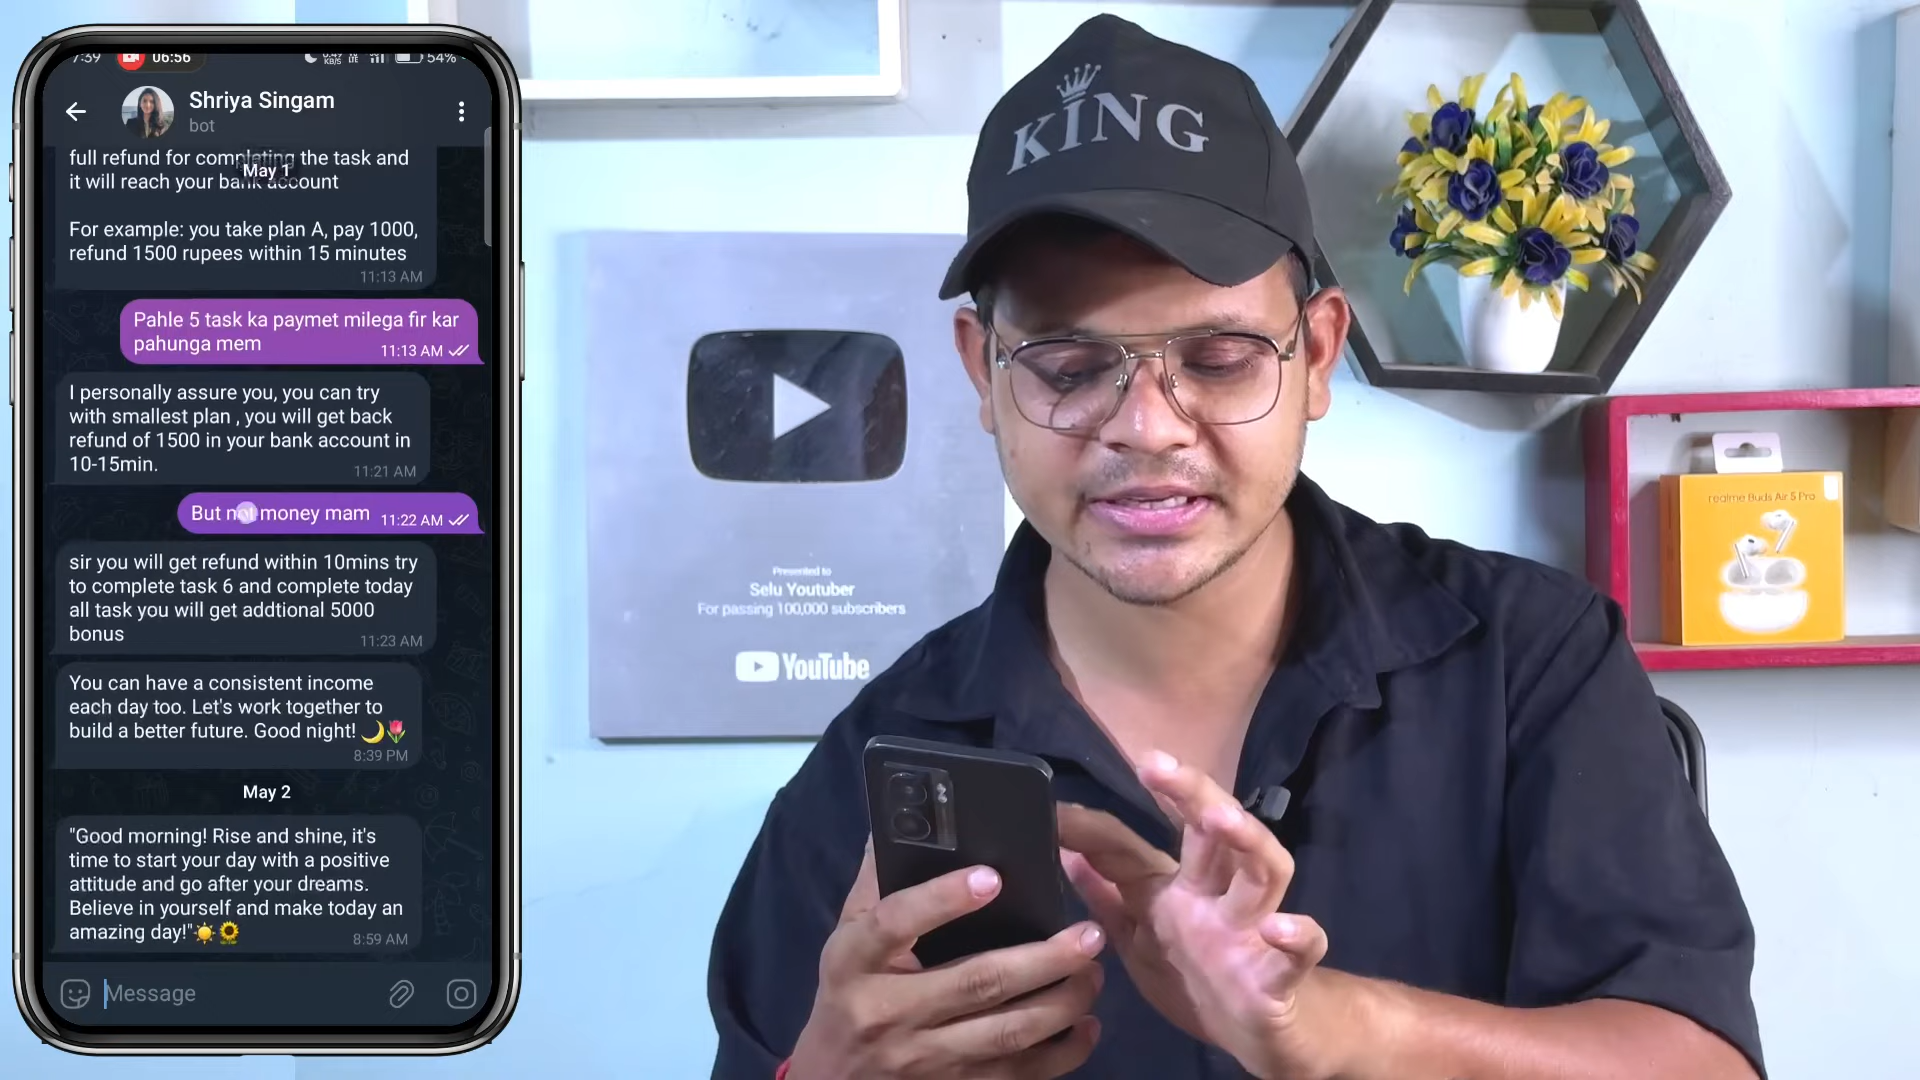 7:39
06:56
54%
Shriya Singam
bot
May 1
full refund for completing the task and
it will reach your bank account
For example: you take plan A, pay 1000,
refund 1500 rupees within 15 minutes
11:13 AM
Pahle 5 task ka paymet milega fir kar
pahunga mem
11:13 AM
I personally assure you, you can try
with smallest plan , you will get back
refund of 1500 in your bank account in
10-15min.
11:21 AM
But not money mam
11:22 AM
sir you will get refund within 10mins try
to complete task 6 and complete today
all task you will get addtional 5000
bonus
11:23 AM
You can have a consistent income
each day too. Let's work together to
build a better future. Good night! 🌙🌷
8:39 PM
May 2
"Good morning! Rise and shine, it's
time to start your day with a positive
attitude and go after your dreams.
Believe in yourself and make today an
amazing day!"☀️🌻
8:59 AM
Message
KING
Presented to
Selu Youtuber
For passing 100,000 subscribers
YouTube
realme Buds Air 5 Pro